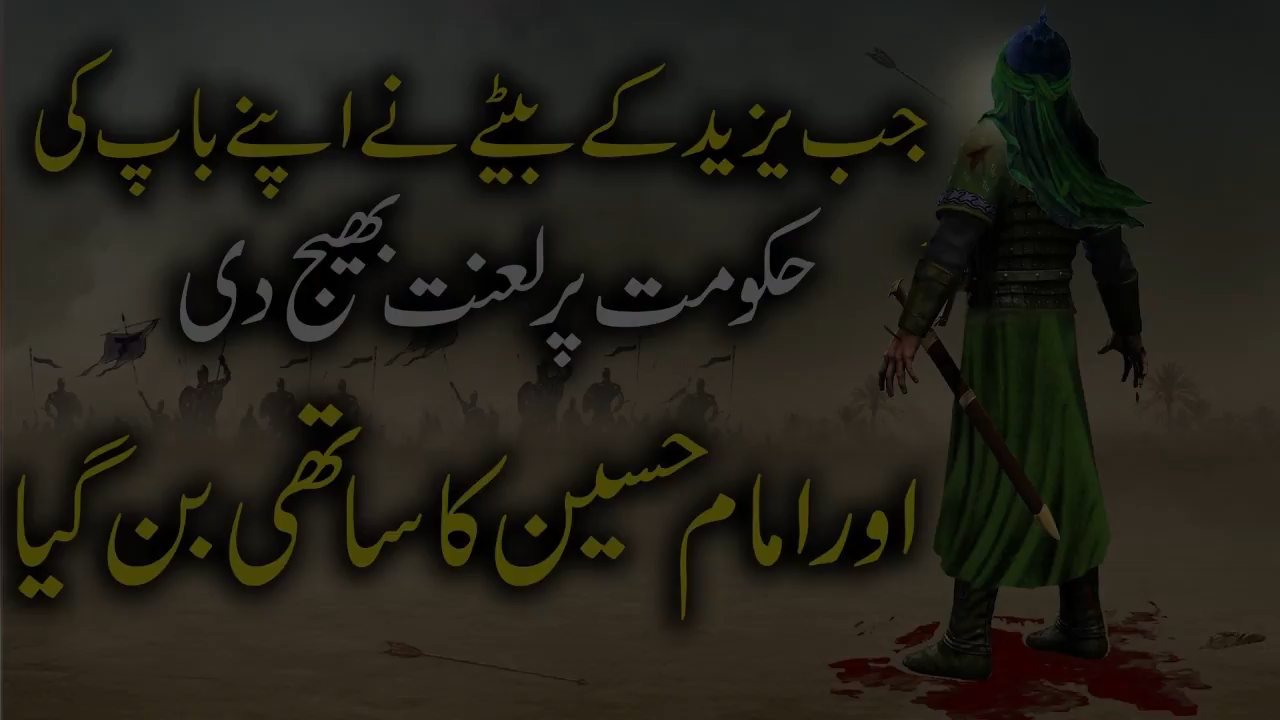 جب یزید کے بیٹے نے اپنے باپ کی
حکومت پر لعنت بھیج دی
اور امام حسین کا ساتھی بن گیا